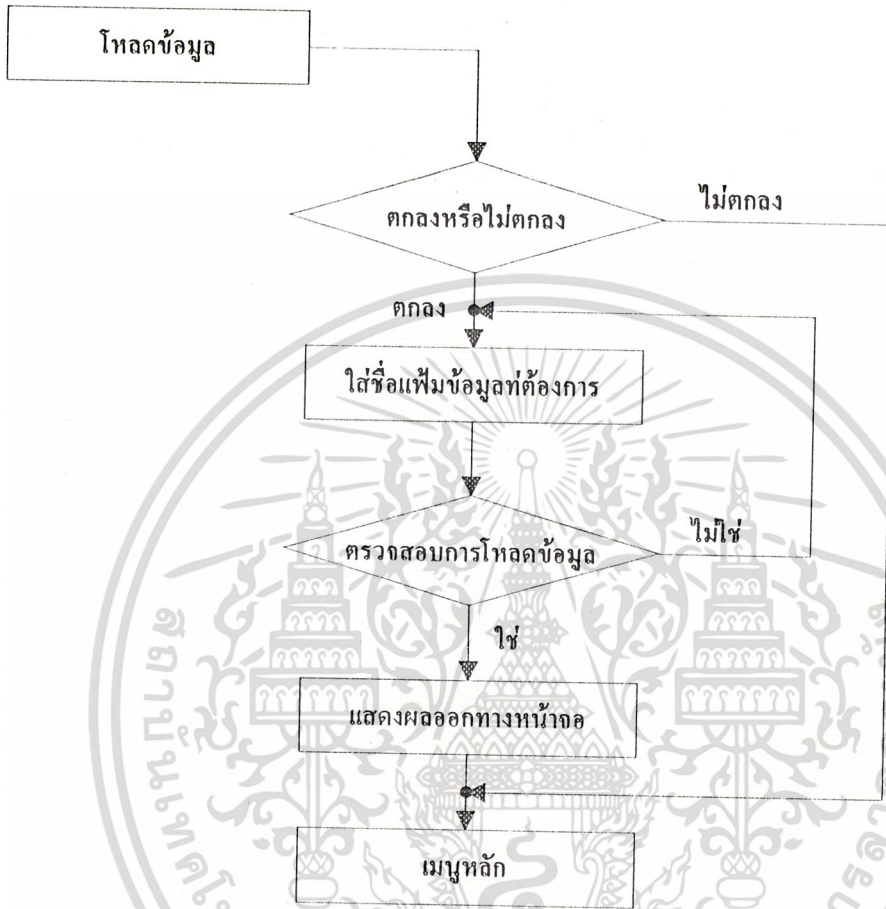 โหลดข้อมูล
ตกลงหรือไม่ตกลง
ไม่ตกลง
ตกลง
ใส่ชื่อแฟ้มข้อมูลท่ต้องการ
ตรวจสอบการโหลดข้อมูล
ไม่ใช่
ใช่
แสดงผลออกทางหน้าจอ
เมนูหลัก